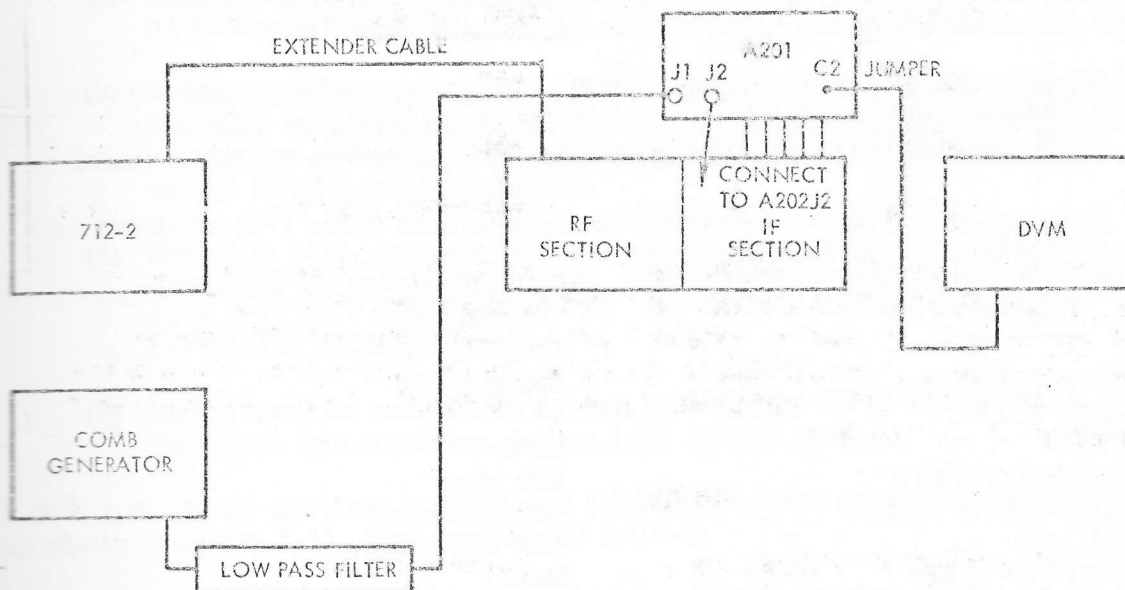 EXTENDER CABLE
A201
J1 J2
C2
JUMPER
712-2
RF
SECTION
CONNECT
TO A202J2
IF
SECTION
DVM
COMB
GENERATOR
LOW PASS FILTER